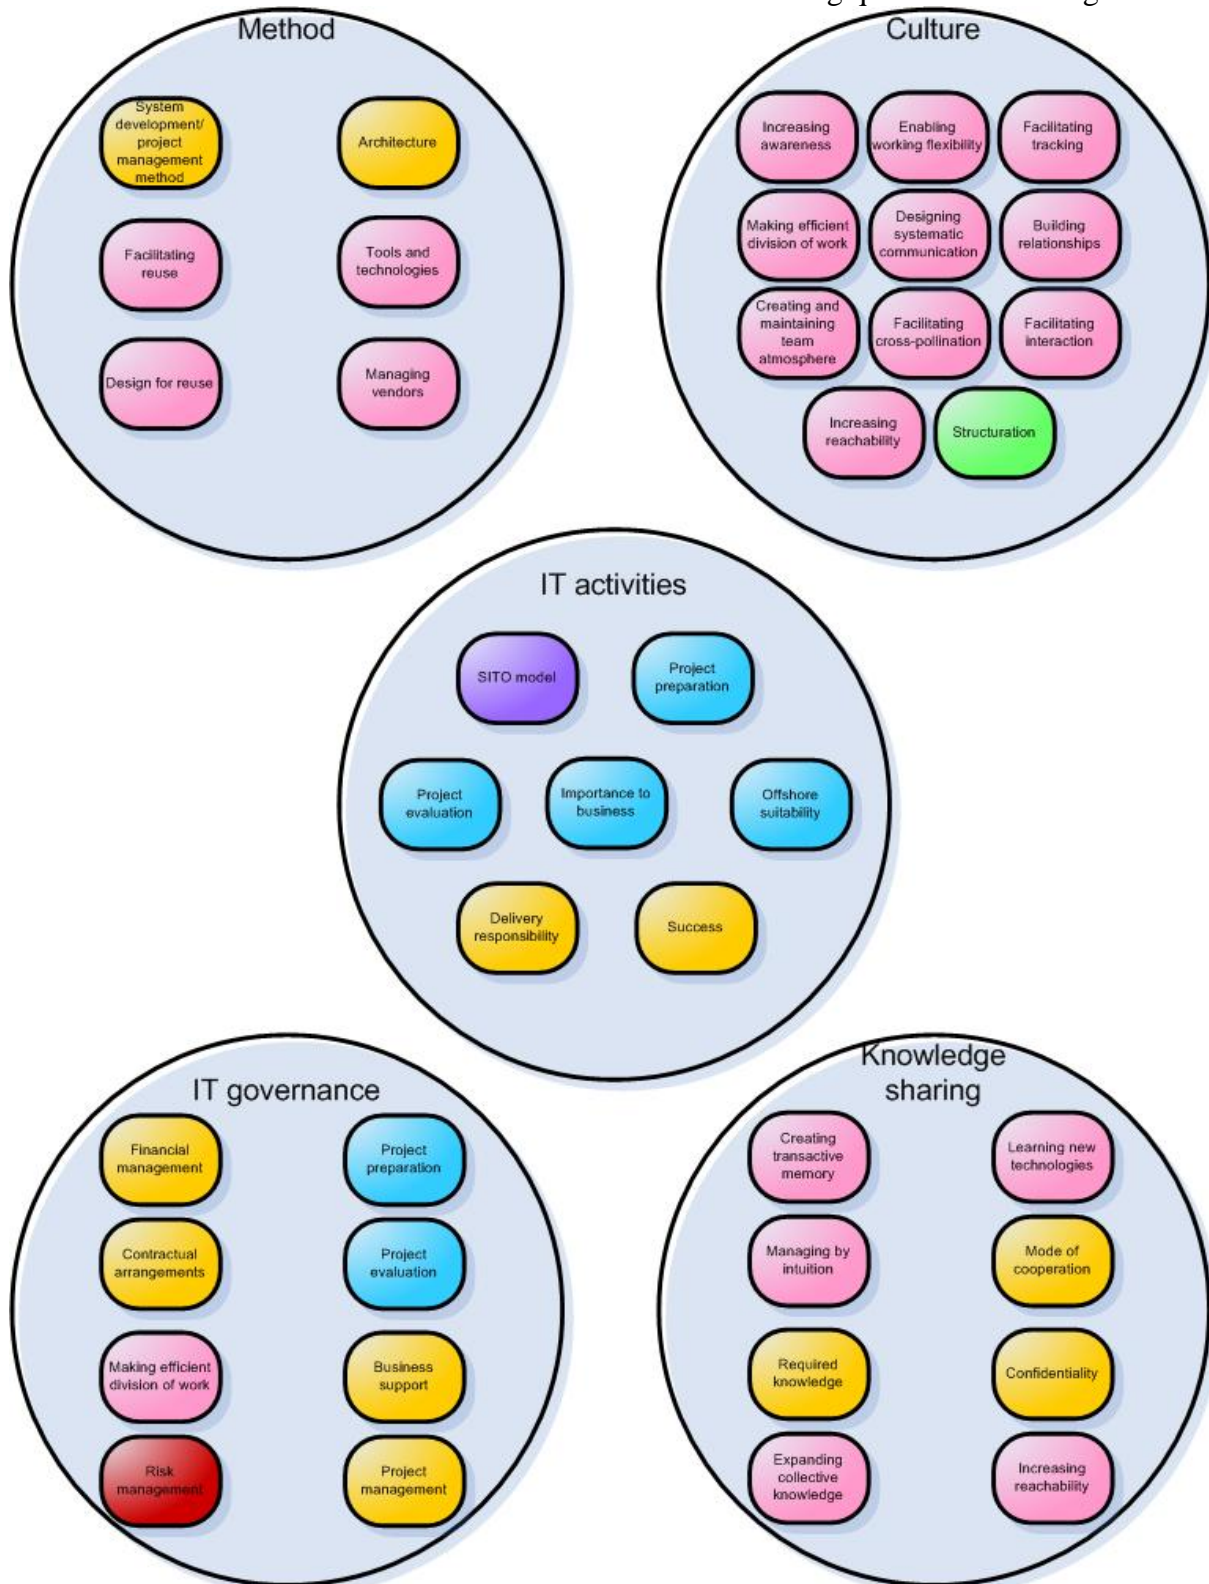 Method
System
development/
project
management
method
Architecture
Facilitating
reuse
Tools and
technologies
Design for reuse
Managing
vendors
Culture
Increasing
awareness
Enabling
working flexibility
Facilitating
tracking
Making efficient
division of work
Designing
systematic
communication
Building
relationships
Creating and
maintaining
team
atmosphere
Facilitating
cross-pollination
Facilitating
interaction
Increasing
reachability
Structuration
IT activities
SITO model
Project
preparation
Project
evaluation
Importance to
business
Offshore
suitability
Delivery
responsibility
Success
IT governance
Financial
management
Project
preparation
Contractual
arrangements
Project
evaluation
Making efficient
division of work
Business
support
Risk
management
Project
management
Knowledge
sharing
Creating
transactive
memory
Learning new
technologies
Managing by
intuition
Mode of
cooperation
Required
knowledge
Confidentiality
Expanding
collective
knowledge
Increasing
reachability